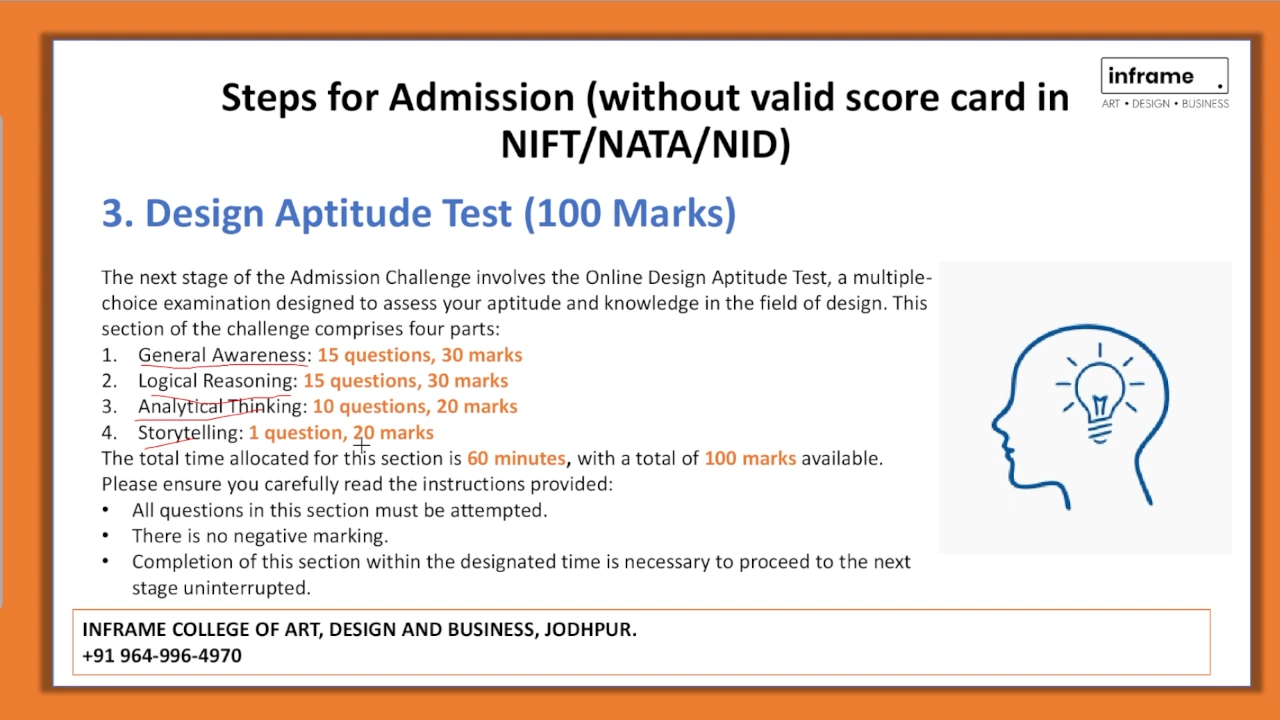 inframe.
ART • DESIGN • BUSINESS
Steps for Admission (without valid score card in
NIFT/NATA/NID)
3. Design Aptitude Test (100 Marks)
The next stage of the Admission Challenge involves the Online Design Aptitude Test, a multiple-
choice examination designed to assess your aptitude and knowledge in the field of design. This
section of the challenge comprises four parts:
1. General Awareness: 15 questions, 30 marks
2. Logical Reasoning: 15 questions, 30 marks
3. Analytical Thinking: 10 questions, 20 marks
4. Storytelling: 1 question, 20 marks
The total time allocated for this section is 60 minutes, with a total of 100 marks available.
Please ensure you carefully read the instructions provided:
• All questions in this section must be attempted.
• There is no negative marking.
• Completion of this section within the designated time is necessary to proceed to the next
stage uninterrupted.
INFRAME COLLEGE OF ART, DESIGN AND BUSINESS, JODHPUR.
+91 964-996-4970